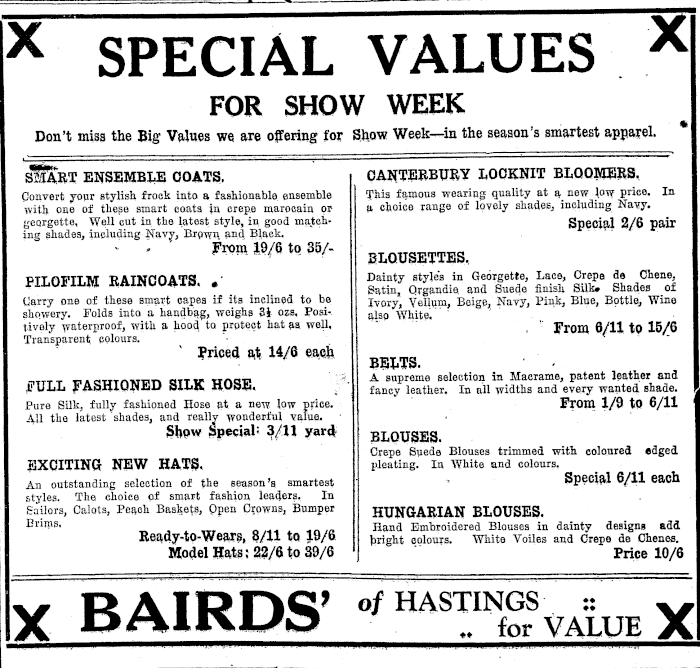 X X
SPECIAL VALUES
FOR SHOW WEEK
Don't miss the Big Values we are offering for Show Week—in the season's smartest apparel.
SMART ENSEMBLE COATS.
Convert your stylish frock into a fashionable ensemble
with one of these smart coats in crepe marocain or
georgette. Well cut in the latest style, in good match-
ing shades, including Navy, Brown and Black.
From 19/6 to 35/-
PILOFILM RAINCOATS.
Carry one of these smart capes if its inclined to be
showery. Folds into a handbag, weighs 3½ ozs. Posi-
tively waterproof, with a hood to protect hat as well.
Transparent colours.
Priced at 14/6 each
FULL FASHIONED SILK HOSE.
Pure Silk, fully fashioned Hose at a new low price.
All the latest shades, and really wonderful value.
Show Special: 3/11 yard
EXCITING NEW HATS.
An outstanding selection of the season's smartest
styles. The choice of smart fashion leaders. In
Sailors, Calots, Peach Baskets, Open Crowns, Bumper
Brims.
Ready-to-Wears, 8/11 to 19/6
Model Hats: 22/6 to 39/6
CANTERBURY LOCKNIT BLOOMERS.
This famous wearing quality at a new low price. In
a choice range of lovely shades, including Navy.
Special 2/6 pair
BLOUSETTES.
Dainty styles in Georgette, Lace, Crepe de Chene,
Satin, Organdie and Suede finish Silk. Shades of
Ivory, Vellum, Beige, Navy, Pink, Blue, Bottle, Wine
also White.
From 6/11 to 15/6
BELTS.
A supreme selection in Macrame, patent leather and
fancy leather. In all widths and every wanted shade.
From 1/9 to 6/11
BLOUSES.
Crepe Suede Blouses trimmed with coloured edged
pleating. In White and colours.
Special 6/11 each
HUNGARIAN BLOUSES.
Hand Embroidered Blouses in dainty designs add
bright colours. White Voiles and Crepe de Chenes.
Price 10/6
X BAIRDS' of HASTINGS ::
.. for VALUE X